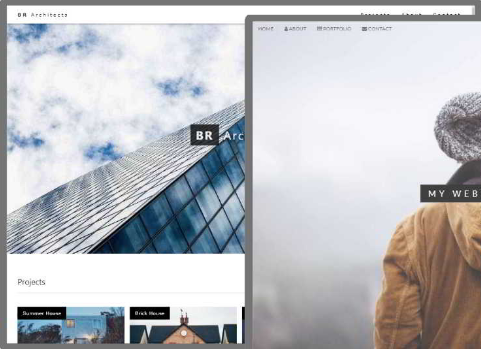 BR Architects
Projects About Contact
BR Arc
Projects
Summer House
Brick House
HOME ABOUT PORTFOLIO CONTACT
MY WEB